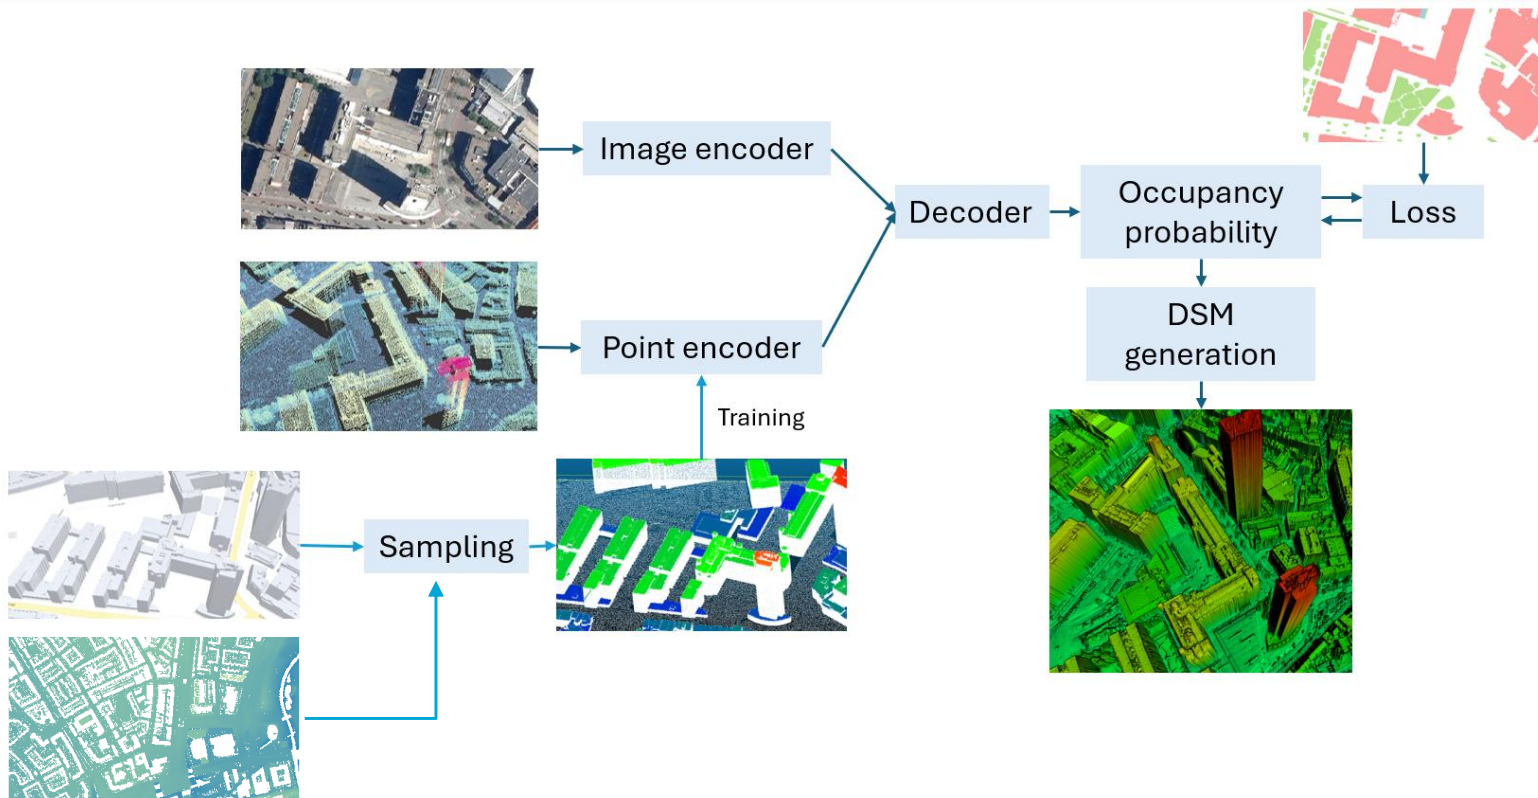 Image encoder
Decoder
Occupancy
probability
Loss
DSM
generation
Point encoder
Training
Sampling